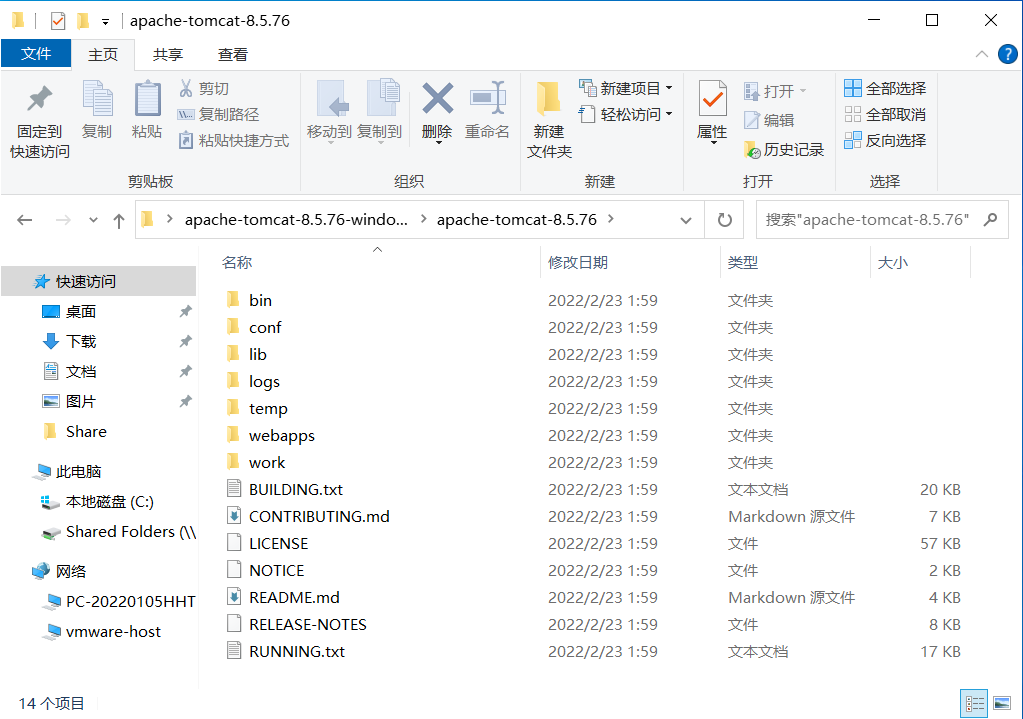 apache-tomcat-8.5.76
文件 主页 共享 查看
固定到
快速访问
复制
粘贴
剪切
复制路径
粘贴快捷方式
剪贴板
移动到 复制到 删除 重命名
组织
新建
文件夹
新建项目
轻松访问
新建
属性
打开
编辑
历史记录
打开
全部选择
全部取消
反向选择
选择
apache-tomcat-8.5.76-windo... apache-tomcat-8.5.76
搜索"apache-tomcat-8.5.76"
快速访问
桌面
下载
文档
图片
Share
此电脑
本地磁盘 (C:)
Shared Folders (\\
网络
PC-20220105HHT
vmware-host
名称 修改日期 类型 大小
bin 2022/2/23 1:59 文件夹
conf 2022/2/23 1:59 文件夹
lib 2022/2/23 1:59 文件夹
logs 2022/2/23 1:59 文件夹
temp 2022/2/23 1:59 文件夹
webapps 2022/2/23 1:59 文件夹
work 2022/2/23 1:59 文件夹
BUILDING.txt 2022/2/23 1:59 文本文档 20 KB
CONTRIBUTING.md 2022/2/23 1:59 Markdown 源文件 7 KB
LICENSE 2022/2/23 1:59 文件 57 KB
NOTICE 2022/2/23 1:59 文件 2 KB
README.md 2022/2/23 1:59 Markdown 源文件 4 KB
RELEASE-NOTES 2022/2/23 1:59 文件 8 KB
RUNNING.txt 2022/2/23 1:59 文本文档 17 KB
14 个项目